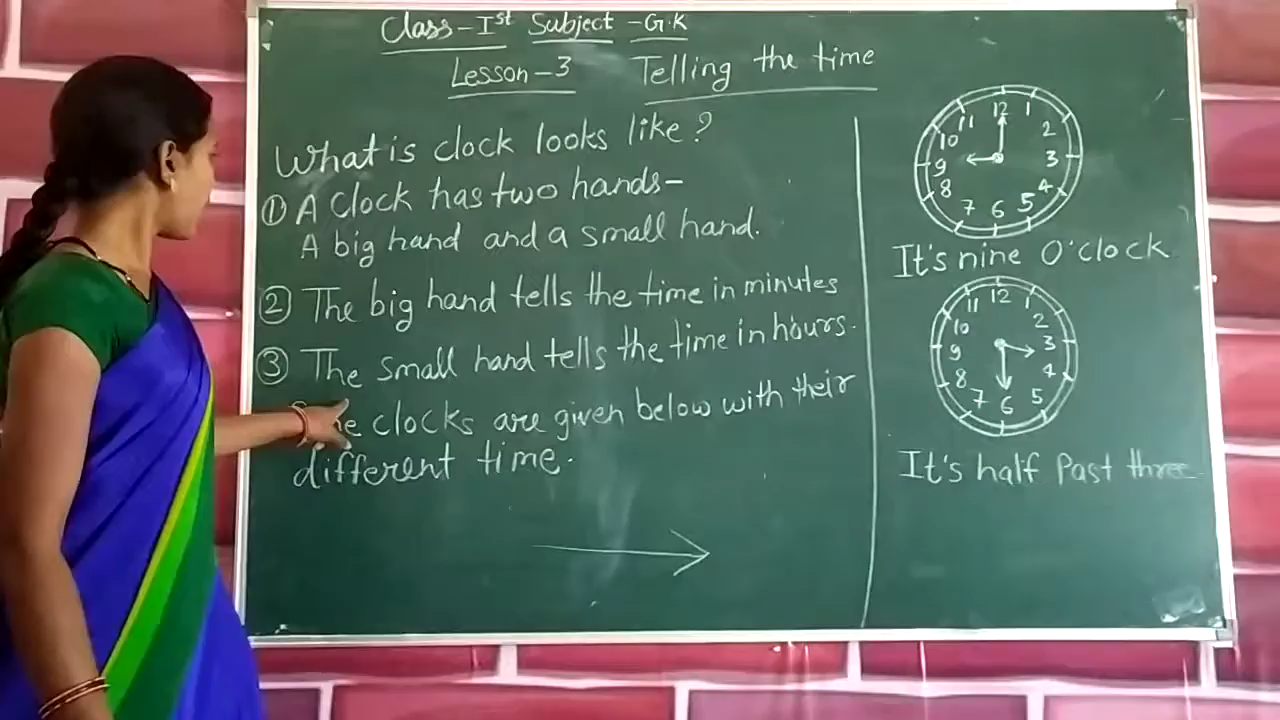 Class-Ist Subject -G.K
Lesson-3 Telling the time
What is clock looks like?
① A Clock has two hands-
A big hand and a small hand.
② The big hand tells the time in minutes
③ The small hand tells the time in hours.
clocks are given below with their
different time.
12 1 2 3 4 5 6 7 8 9 10 11
It's nine O'clock
12 1 2 3 4 5 6 7 8 9 10 11
It's half Past three